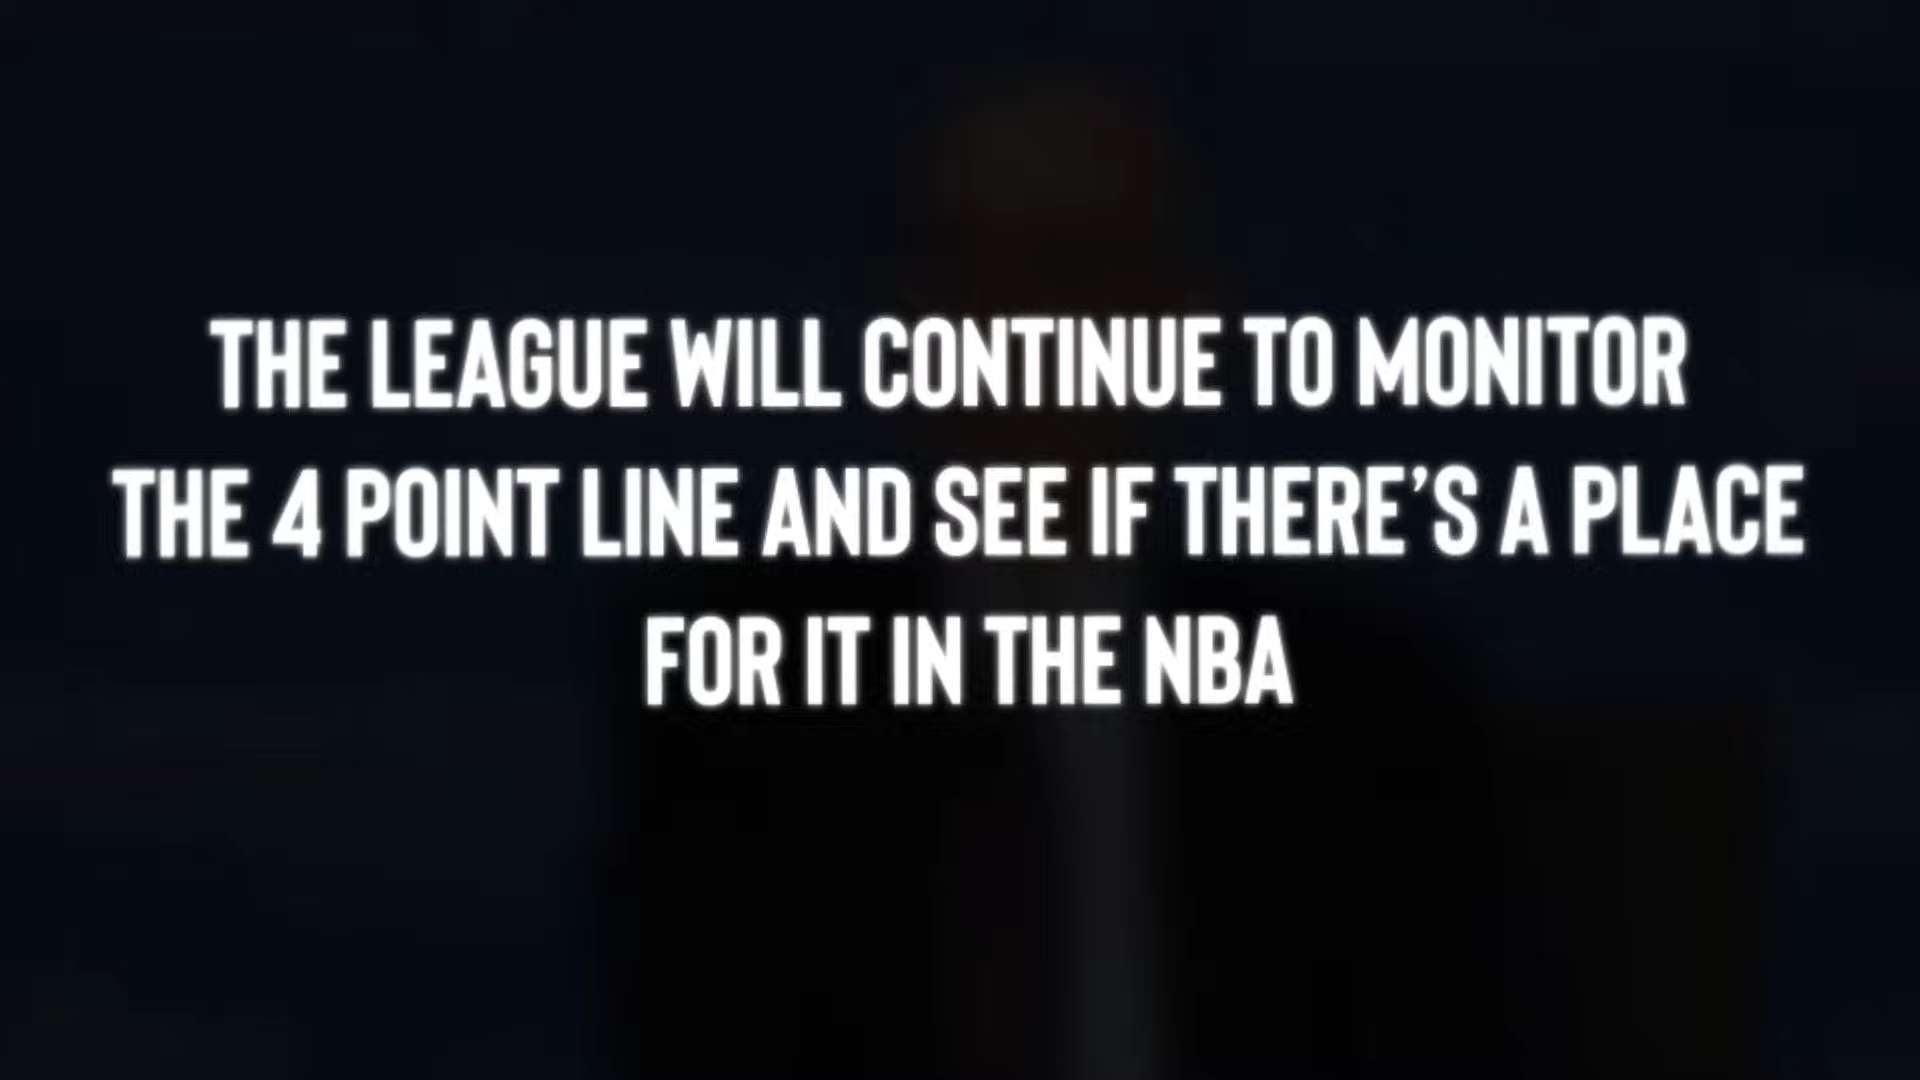 THE LEAGUE WILL CONTINUE TO MONITOR
THE 4 POINT LINE AND SEE IF THERE'S A PLACE
FOR IT IN THE NBA